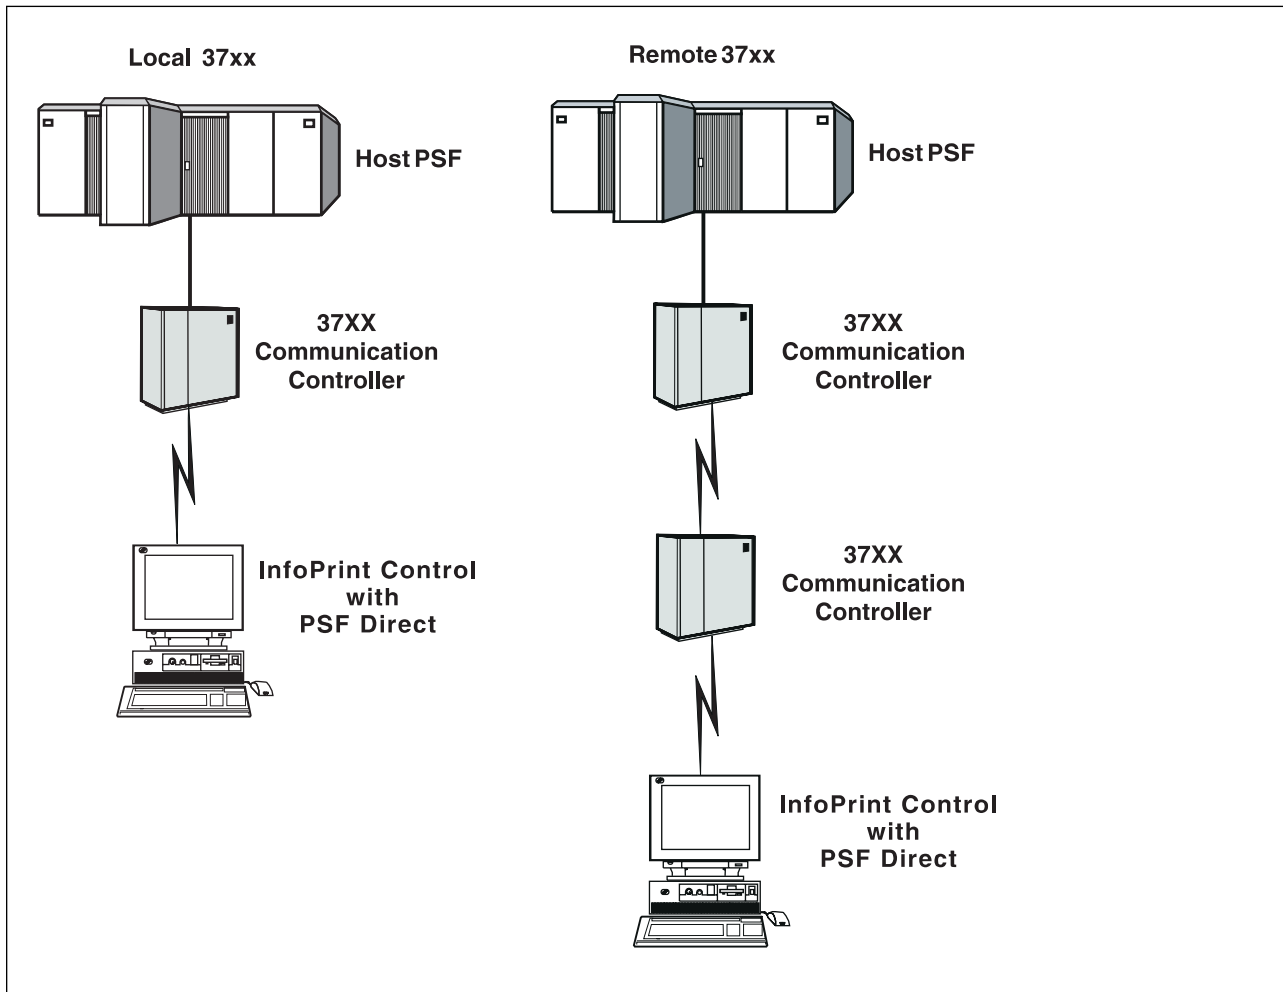 Local 37xx
Host PSF
37XX
Communication
Controller
InfoPrint Control
with
PSF Direct
Remote 37xx
Host PSF
37XX
Communication
Controller
37XX
Communication
Controller
InfoPrint Control
with
PSF Direct